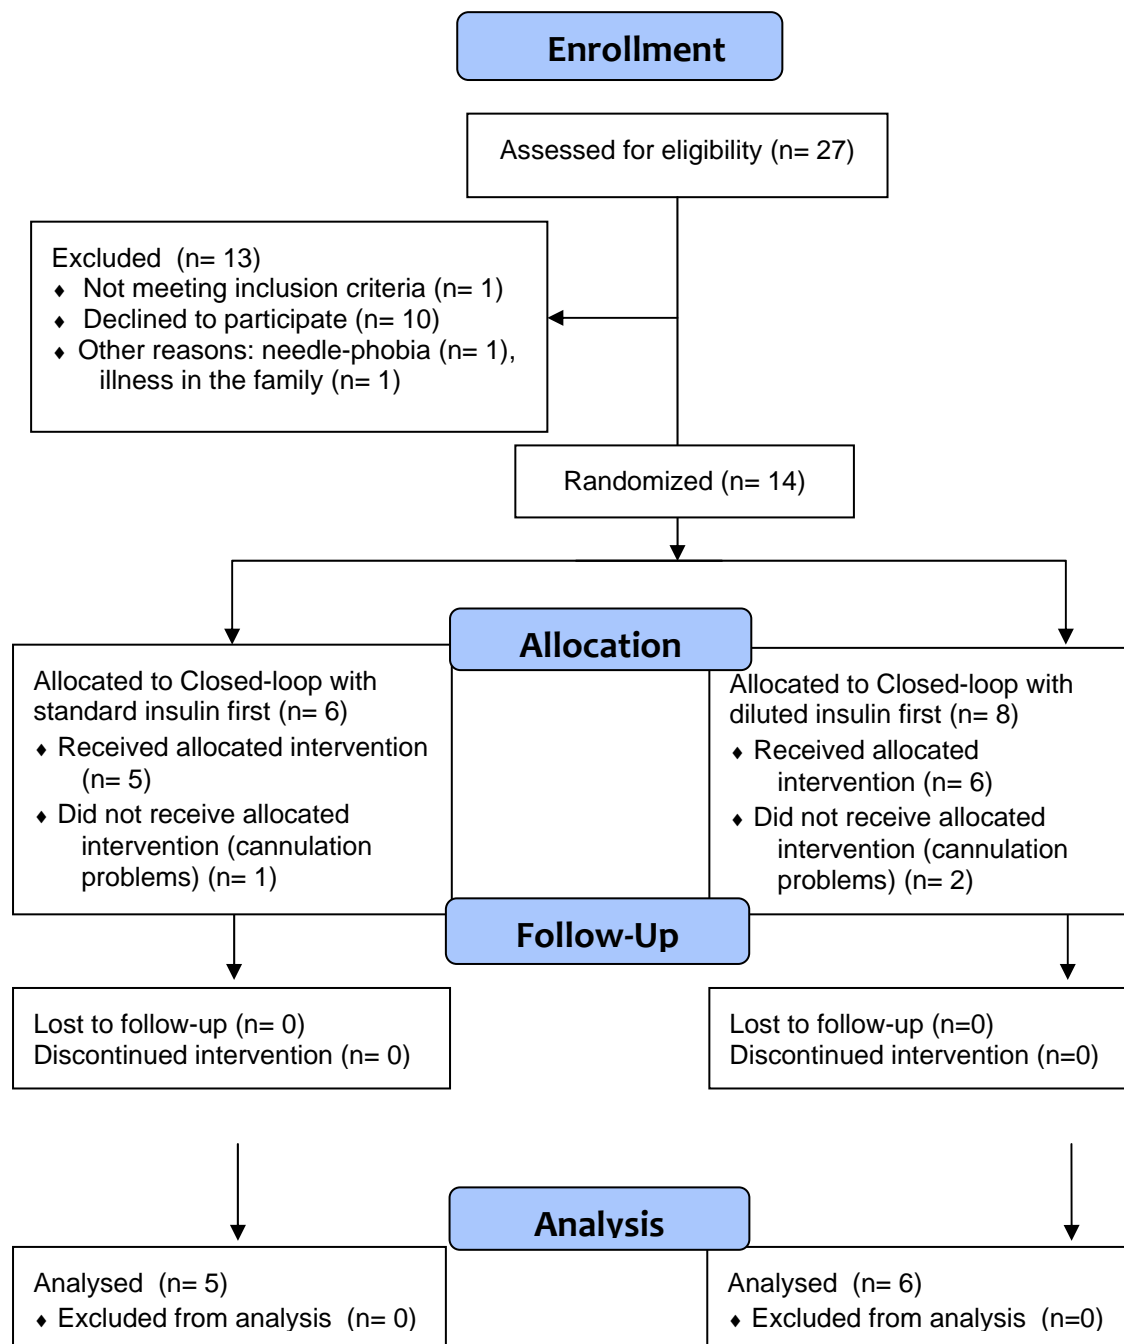 Enrollment
Assessed for eligibility (n= 27)
Excluded (n= 13)
♦ Not meeting inclusion criteria (n= 1)
♦ Declined to participate (n= 10)
♦ Other reasons: needle-phobia (n= 1),
illness in the family (n= 1)
Randomized (n= 14)
Allocation
Allocated to Closed-loop with
standard insulin first (n= 6)
♦ Received allocated intervention
(n= 5)
♦ Did not receive allocated
intervention (cannulation
problems) (n= 1)
Allocated to Closed-loop with
diluted insulin first (n= 8)
♦ Received allocated
intervention (n= 6)
♦ Did not receive allocated
intervention (cannulation
problems) (n= 2)
Follow-Up
Lost to follow-up (n= 0)
Discontinued intervention (n= 0)
Lost to follow-up (n=0)
Discontinued intervention (n=0)
Analysis
Analysed (n= 5)
♦ Excluded from analysis (n= 0)
Analysed (n= 6)
♦ Excluded from analysis (n=0)